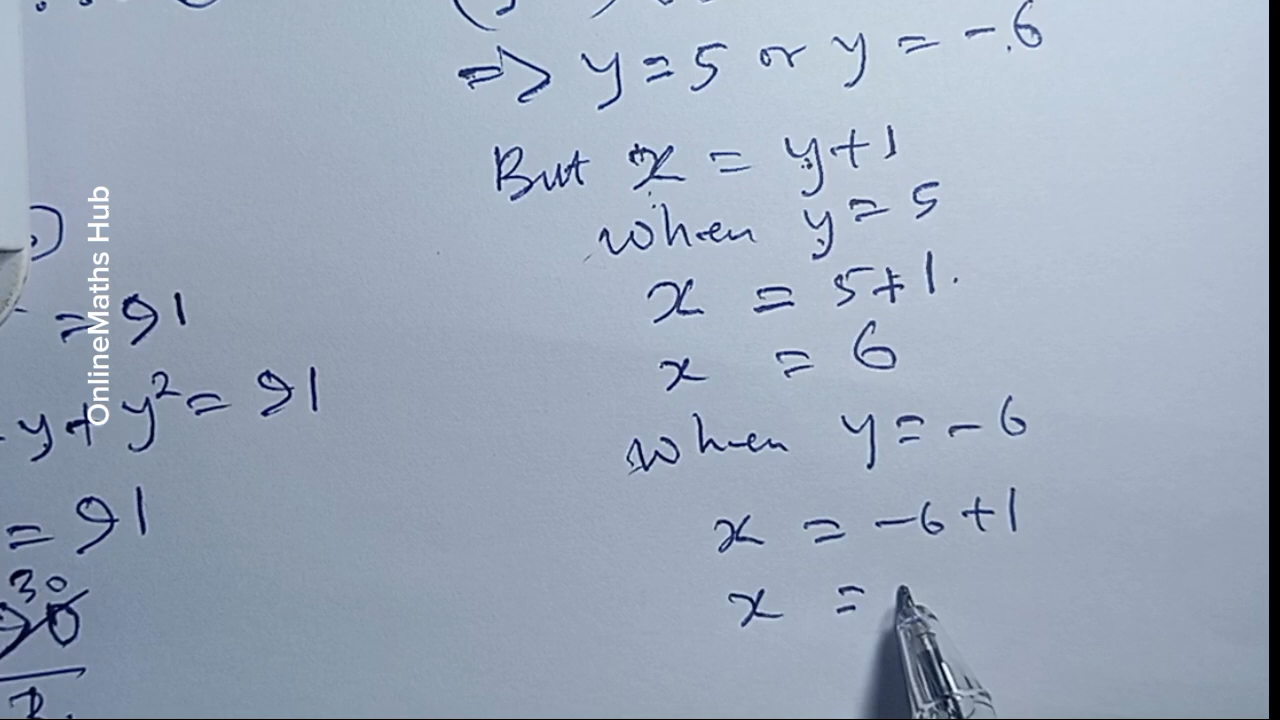 ⇒ y = 5 or y = -6
But x = y+1
when y = 5
x = 5+1.
x = 6
when y = -6
x = -6+1
x =
= 91
y + y² = 91
= 91
30
OnlineMaths Hub